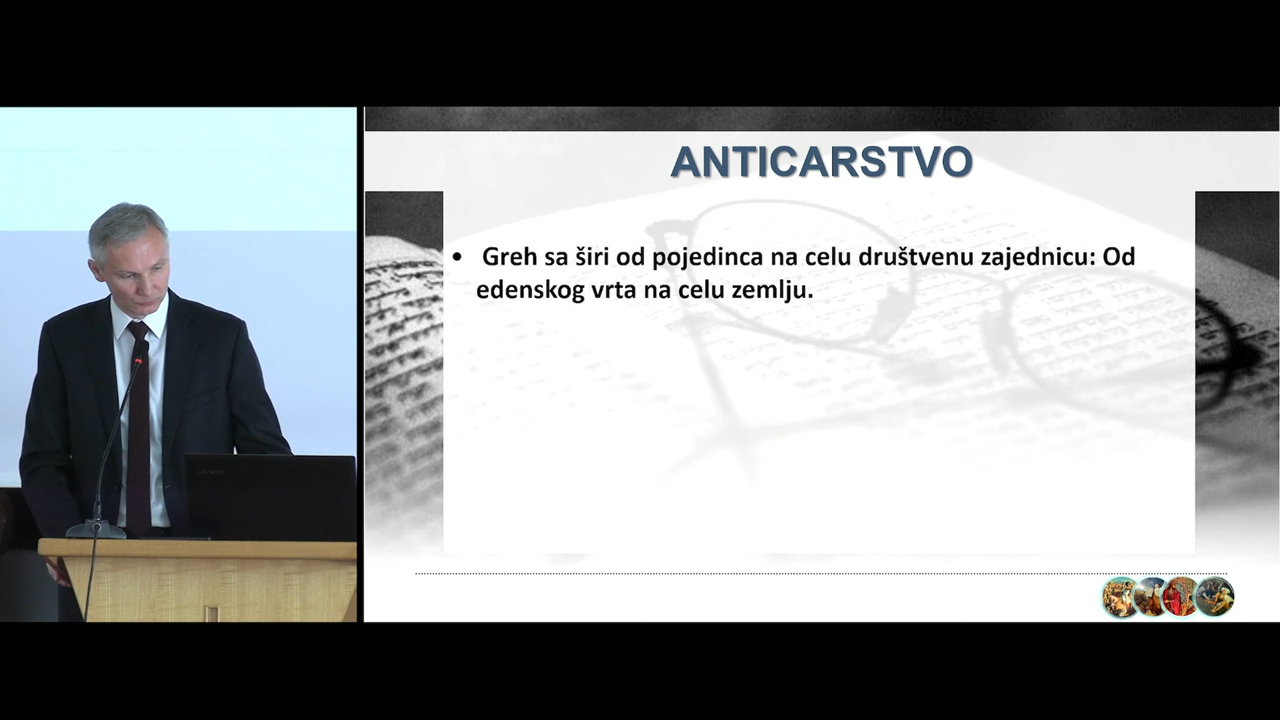 ANTICARSTVO
• Greh sa širi od pojedinca na celu društvenu zajednicu: Od
edenskog vrta na celu zemlju.